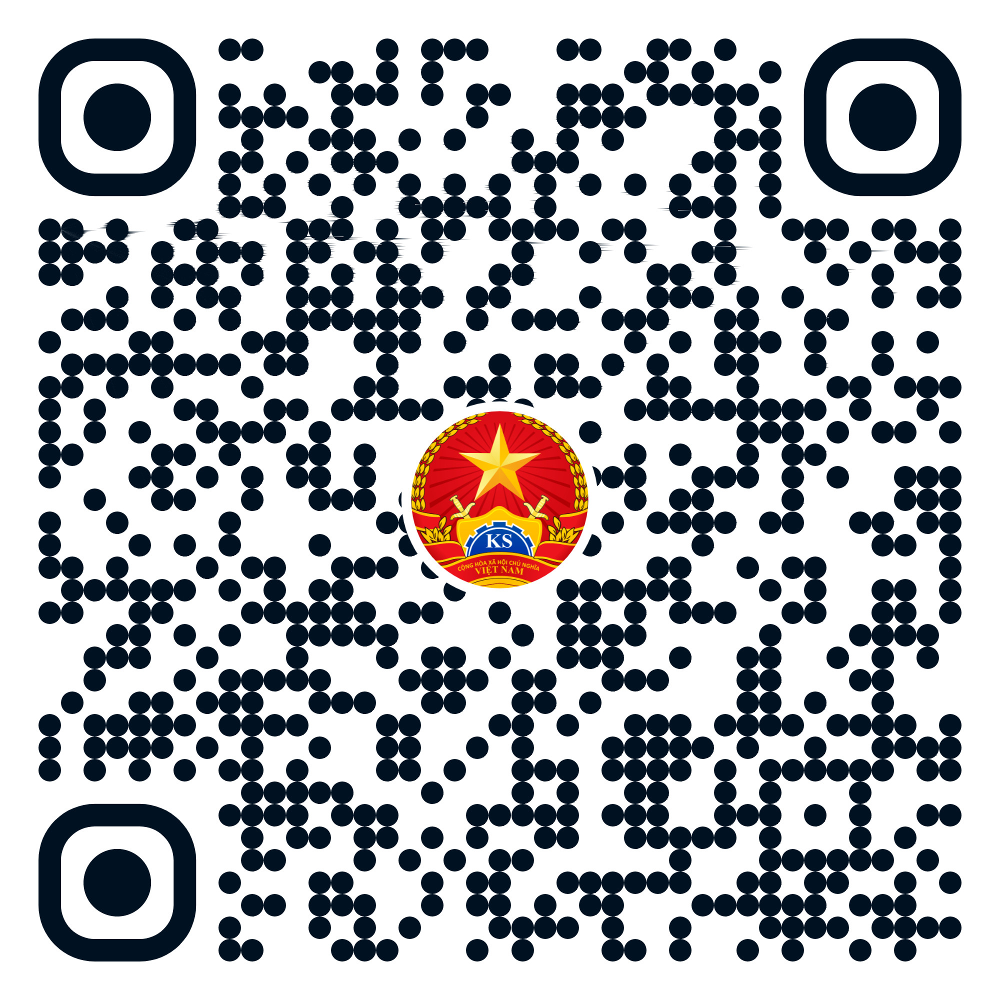 KS
CỘNG HÒA XÃ HỘI CHỦ NGHĨA
VIỆT NAM